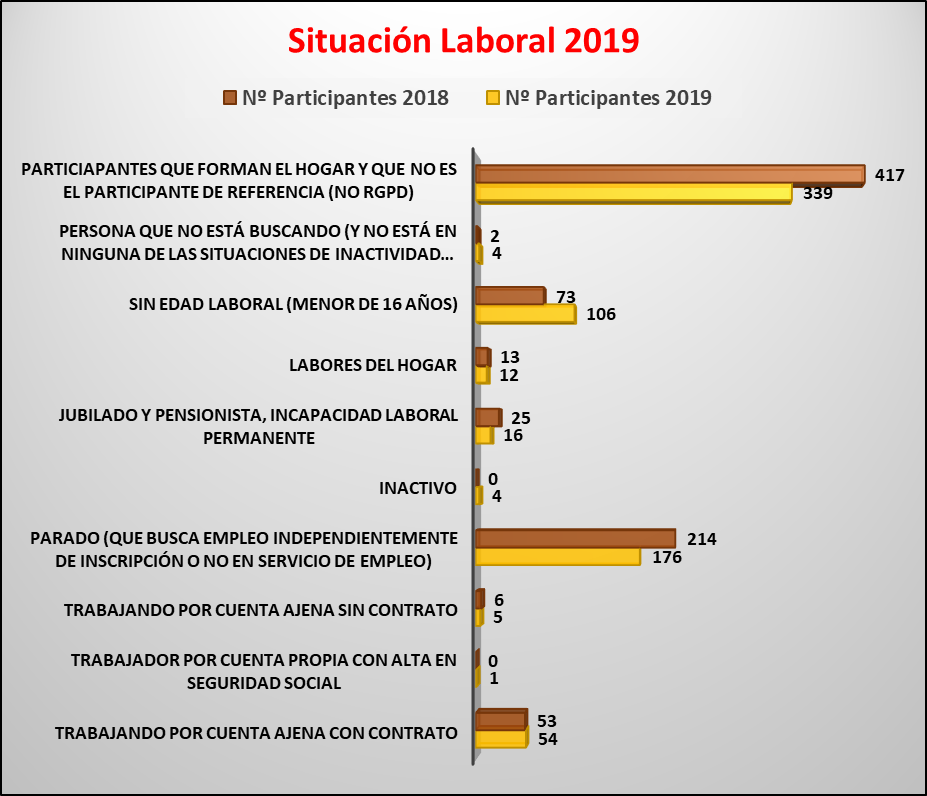 Situación Laboral 2019
Nº Participantes 2018
Nº Participantes 2019
PARTICIAPANTES QUE FORMAN EL HOGAR Y QUE NO ES
EL PARTICIPANTE DE REFERENCIA (NO RGPD)
417
339
PERSONA QUE NO ESTÁ BUSCANDO (Y NO ESTÁ EN
NINGUNA DE LAS SITUACIONES DE INACTIVIDAD...
2
4
SIN EDAD LABORAL (MENOR DE 16 AÑOS)
73
106
LABORES DEL HOGAR
13
12
JUBILADO Y PENSIONISTA, INCAPACIDAD LABORAL
PERMANENTE
25
16
INACTIVO
0
4
PARADO (QUE BUSCA EMPLEO INDEPENDIENTEMENTE
DE INSCRIPCIÓN O NO EN SERVICIO DE EMPLEO)
214
176
TRABAJANDO POR CUENTA AJENA SIN CONTRATO
6
5
TRABAJADOR POR CUENTA PROPIA CON ALTA EN
SEGURIDAD SOCIAL
0
1
TRABAJANDO POR CUENTA AJENA CON CONTRATO
53
54